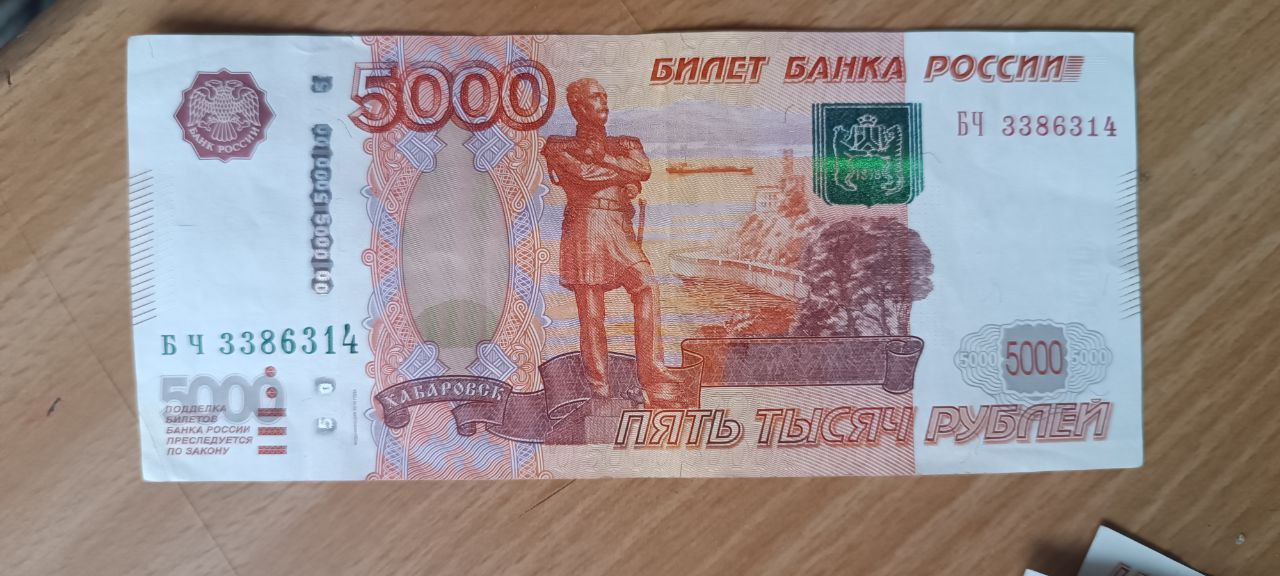 БИЛЕТ БАНКА РОССИИ
5000
БАНК РОССИИ
БЧ 3386314
1858
БЧ 3386314
5000
5000
5000
5000
ХАБАРОВСК
ПОДДЕЛКА
БИЛЕТОВ
БАНКА РОССИИ
ПРЕСЛЕДУЕТСЯ
ПО ЗАКОНУ
ПЯТЬ ТЫСЯЧ РУБЛЕЙ